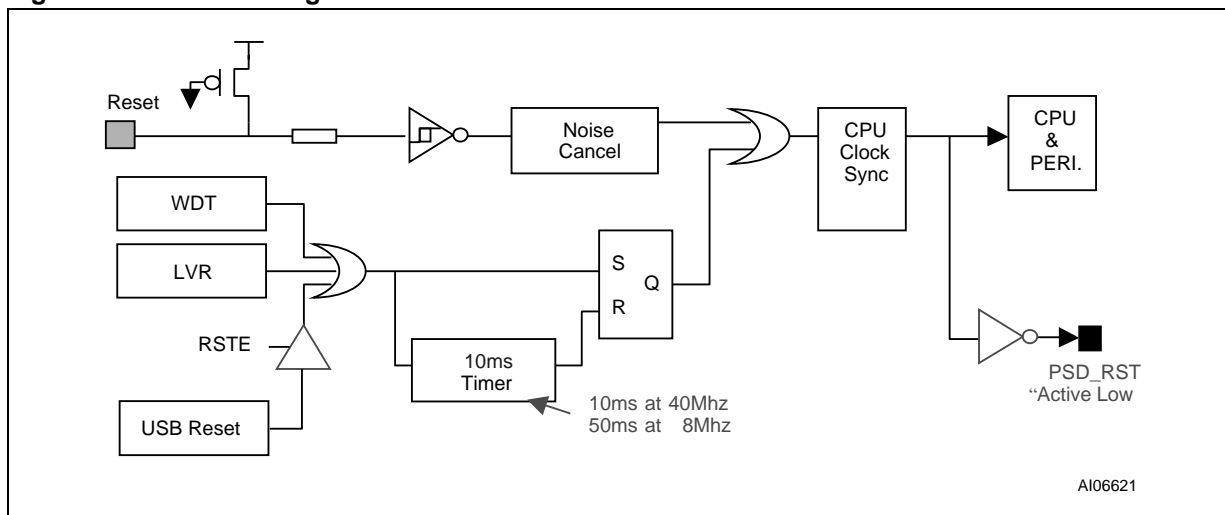 Reset
Noise
Cancel
CPU
Clock
Sync
CPU
&
PERI.
WDT
LVR
S
Q
R
RSTE
10ms
Timer
10ms at 40Mhz
50ms at 8Mhz
USB Reset
PSD_RST
“Active Low
AI06621